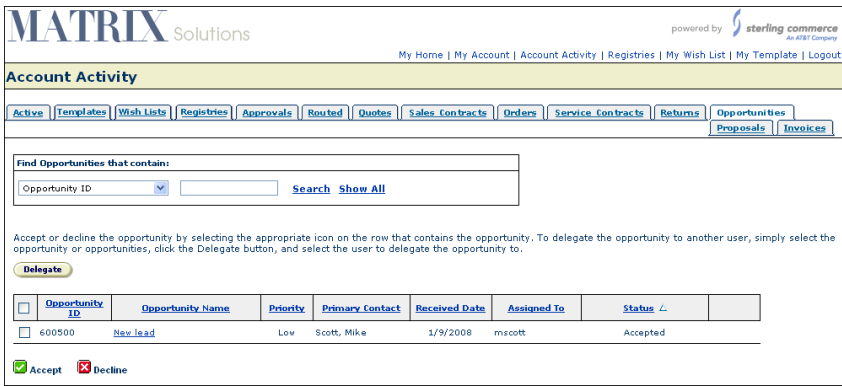 MATRIX Solutions
powered by sterling commerce
An AT&T Company
My Home | My Account | Account Activity | Registries | My Wish List | My Template | Logout
Account Activity
Active Templates Wish Lists Registries Approvals Routed Quotes Sales Contracts Orders Service Contracts Returns Opportunities
Proposals Invoices
Find Opportunities that contain:
Opportunity ID Search Show All
Accept or decline the opportunity by selecting the appropriate icon on the row that contains the opportunity. To delegate the opportunity to another user, simply select the
opportunity or opportunities, click the Delegate button, and select the user to delegate the opportunity to.
Delegate
Opportunity ID Opportunity Name Priority Primary Contact Received Date Assigned To Status
600500 New lead Low Scott, Mike 1/9/2008 mscott Accepted
Accept Decline